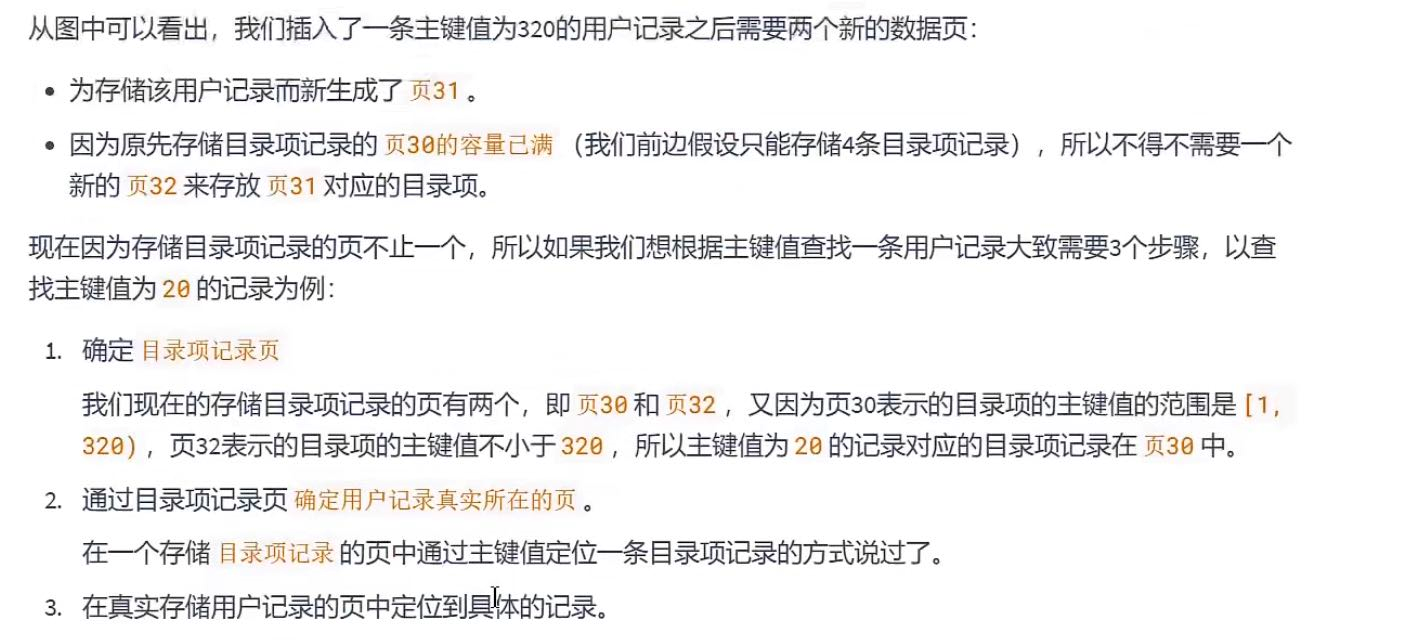 从图中可以看出，我们插入了一条主键值为320的用户记录之后需要两个新的数据页：
• 为存储该用户记录而新生成了 页31 。
• 因为原先存储目录项记录的 页30的容量已满 （我们前边假设只能存储4条目录项记录），所以不得不需要一个
新的 页32 来存放 页31 对应的目录项。
现在因为存储目录项记录的页不止一个，所以如果我们想根据主键值查找一条用户记录大致需要3个步骤，以查
找主键值为 20 的记录为例：
1. 确定 目录项记录页
我们现在的存储目录项记录的页有两个，即 页30 和 页32 ，又因为页30表示的目录项的主键值的范围是 [1,
320) ，页32表示的目录项的主键值不小于 320 ，所以主键值为 20 的记录对应的目录项记录在 页30 中。
2. 通过目录项记录页 确定用户记录真实所在的页 。
在一个存储 目录项记录 的页中通过主键值定位一条目录项记录的方式说过了。
3. 在真实存储用户记录的页中定位到具体的记录。